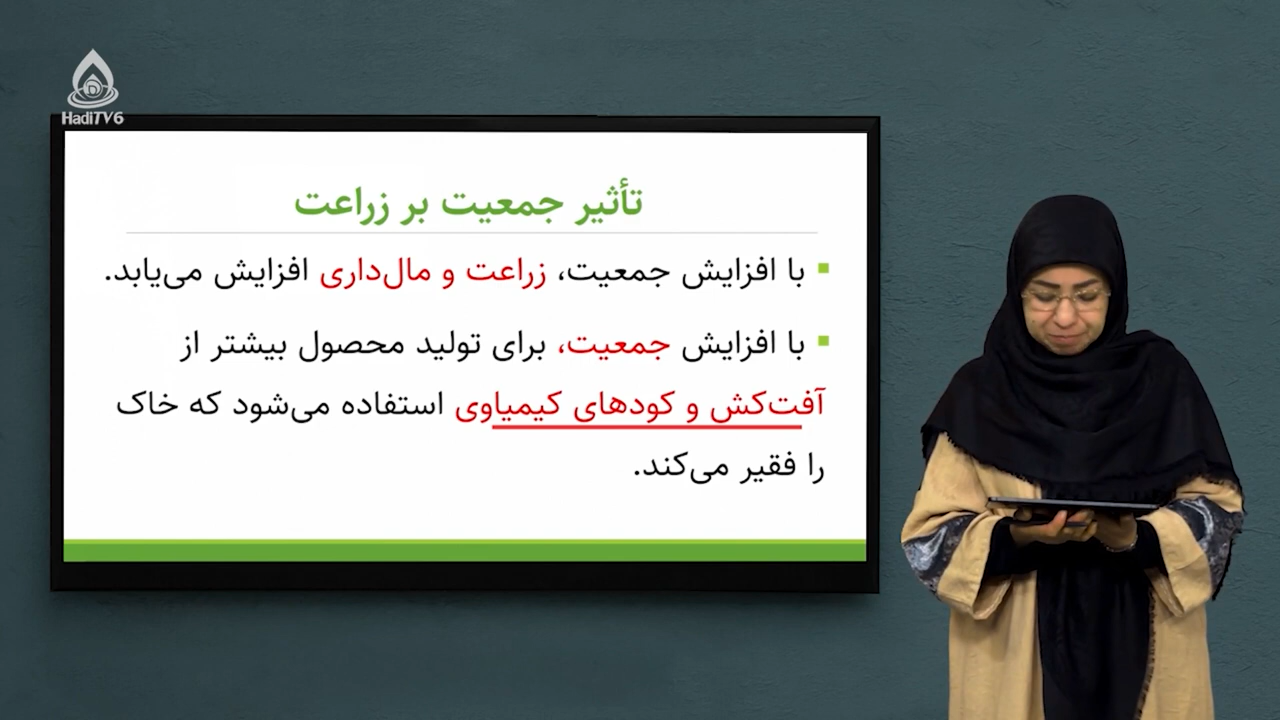 HadiTV6
تأثیر جمعیت بر زراعت
با افزایش جمعیت، زراعت و مال‌داری افزایش می‌یابد.
با افزایش جمعیت، برای تولید محصول بیشتر از
آفت‌کش و کودهای کیمیاوی استفاده می‌شود که خاک
را فقیر می‌کند.